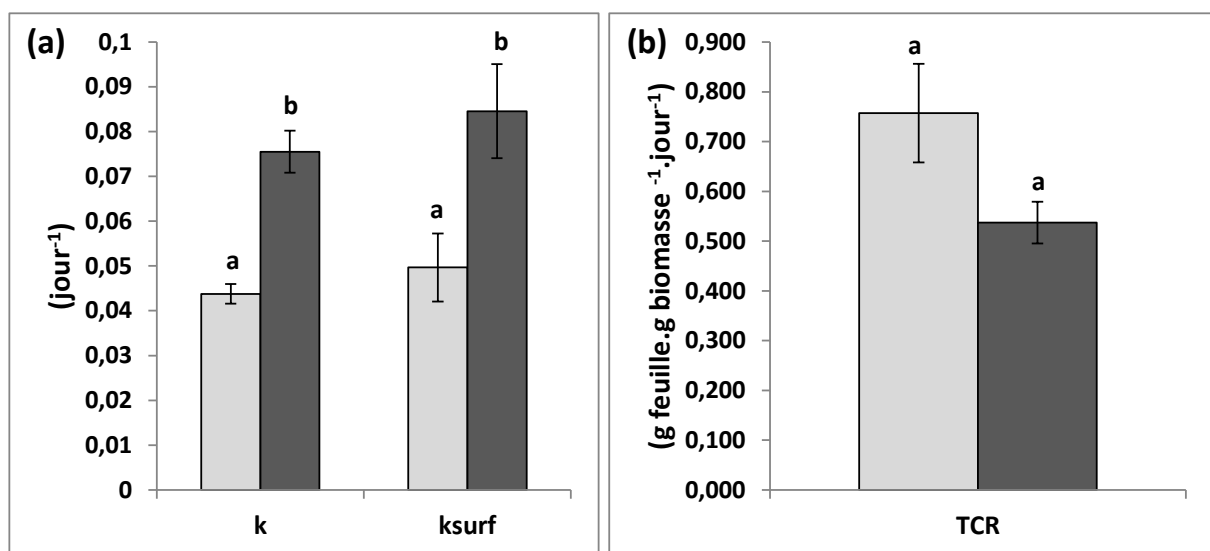 (a)
0,1
0,09
0,08
0,07
0,06
0,05
0,04
0,03
0,02
0,01
0
(jour-1)
a
b
a
b
k
ksurf
(b)
0,900
0,800
0,700
0,600
0,500
0,400
0,300
0,200
0,100
0,000
(g feuille.g biomasse -1.jour-1)
a
a
TCR